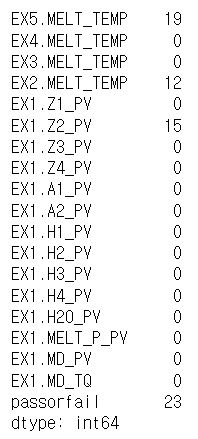 EX5.MELT_TEMP 19
EX4.MELT_TEMP 0
EX3.MELT_TEMP 0
EX2.MELT_TEMP 12
EX1.Z1_PV 0
EX1.Z2_PV 15
EX1.Z3_PV 0
EX1.Z4_PV 0
EX1.A1_PV 0
EX1.A2_PV 0
EX1.H1_PV 0
EX1.H2_PV 0
EX1.H3_PV 0
EX1.H4_PV 0
EX1.H2O_PV 0
EX1.MELT_P_PV 0
EX1.MD_PV 0
EX1.MD_TQ 0
passorfail 23
dtype: int64